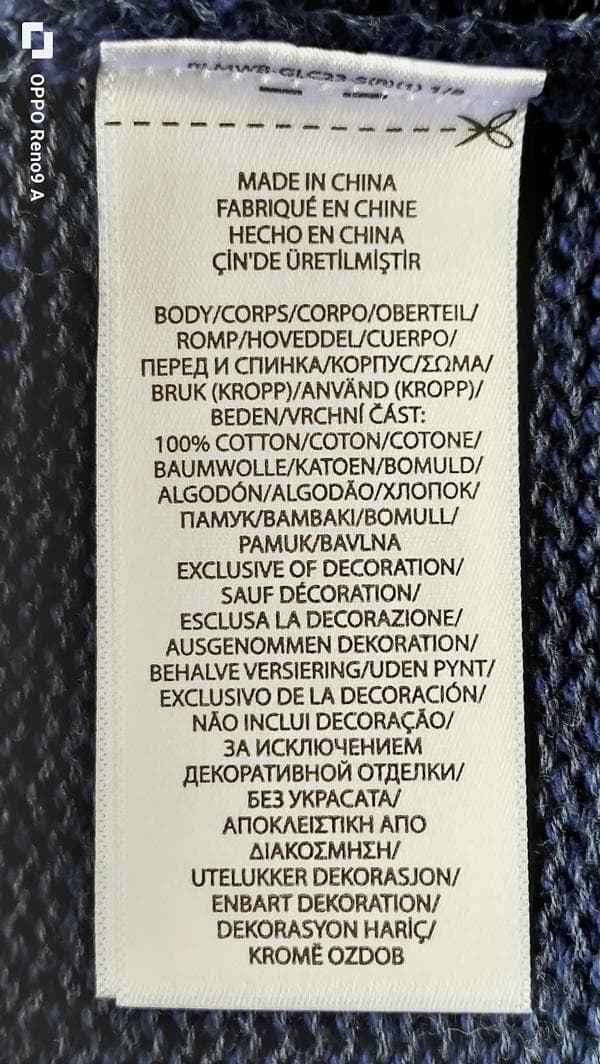 OPPO Reno9 A
MADE IN CHINA
FABRIQUÉ EN CHINE
HECHO EN CHINA
ÇİN'DE ÜRETİLMİŞTİR
BODY/CORPS/CORPO/OBERTEIL/
ROMP/HOVEDDEL/CUERPO/
ПЕРЕД И СПИНКА/КОРПУС/ΣΩΜΑ/
BRUK (KROPP)/ANVÄND (KROPP)/
BEDEN/VRCHNÍ ČÁST:
100% COTTON/COTON/COTONE/
BAUMWOLLE/KATOEN/BOMULD/
ALGODÓN/ALGODÃO/ХЛОПОК/
ПАМУК/BAMBAKI/BOMULL/
PAMUK/BAVLNA
EXCLUSIVE OF DECORATION/
SAUF DÉCORATION/
ESCLUSA LA DECORAZIONE/
AUSGENOMMEN DEKORATION/
BEHALVE VERSIERING/UDEN PYNT/
EXCLUSIVO DE LA DECORACIÓN/
NÃO INCLUI DECORAÇÃO/
ЗА ИСКЛЮЧЕНИЕМ
ДЕКОРАТИВНОЙ ОТДЕЛКИ/
БЕЗ УКРАСАТА/
ΑΠΟΚΛΕΙΣΤΙΚΗ ΑΠΟ
ΔΙΑΚΟΣΜΗΣΗ/
UTELUKKER DEKORASJON/
ENBART DEKORATION/
DEKORASYON HARİÇ/
KROMĚ OZDOB